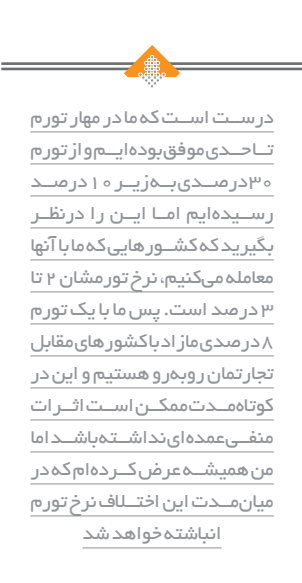 درست است که ما در مهار تورم
تا حدی موفق بوده‌ایم و از تورم
۳۰ درصدی به زیر ۱۰ درصد
رسیده‌ایم اما این را در نظر
بگیرید که کشورهایی که ما با آنها
معامله می‌کنیم، نرخ تورمشان ۲ تا
۳ درصد است. پس ما با یک تورم
۸ درصدی مازاد با کشورهای مقابل
تجارتمان روبه‌رو هستیم و این در
کوتاه‌مدت ممکن است اثرات
منفی عمده‌ای نداشته باشد اما
من همیشه عرض کرده‌ام که در
میان‌مدت این اختلاف نرخ تورم
انباشته خواهد شد